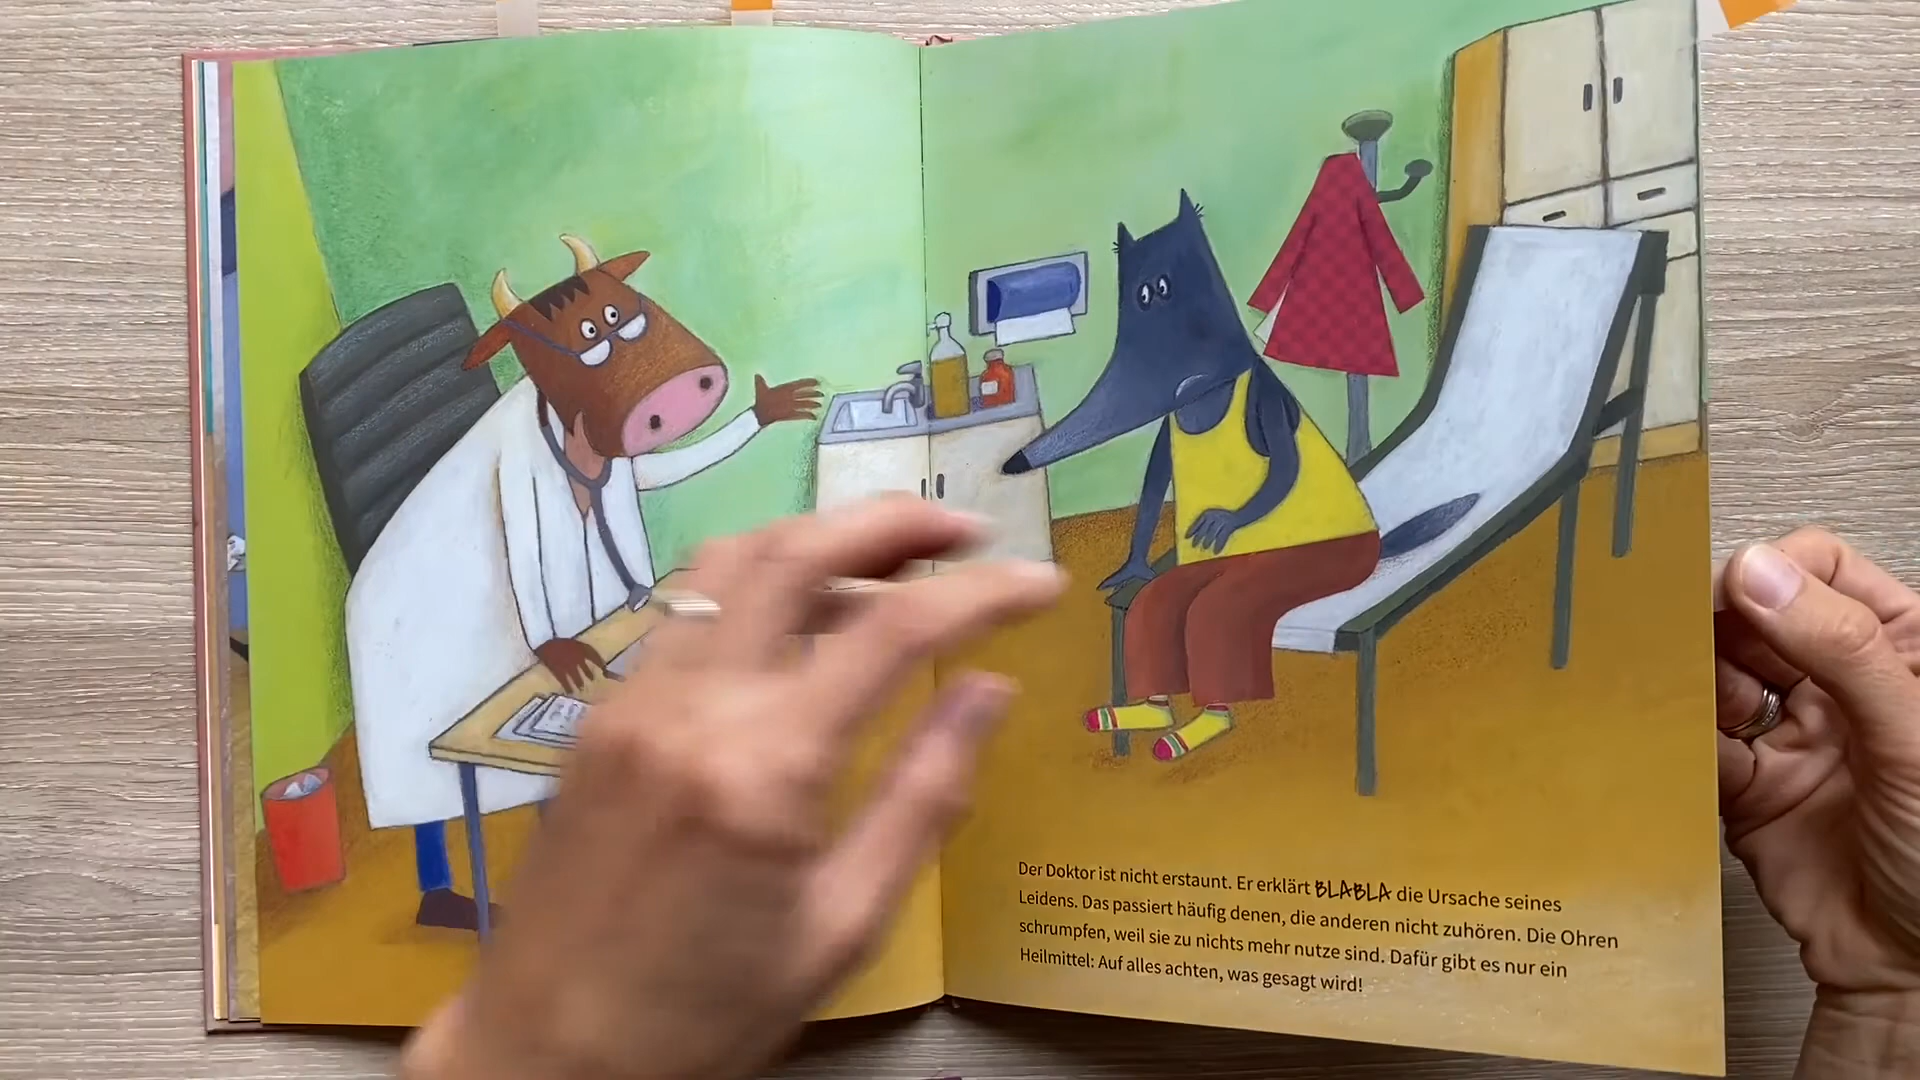 Der Doktor ist nicht erstaunt. Er erklärt BLABLA die Ursache seines
Leidens. Das passiert häufig denen, die anderen nicht zuhören. Die Ohren
schrumpfen, weil sie zu nichts mehr nutze sind. Dafür gibt es nur ein
Heilmittel: Auf alles achten, was gesagt wird!